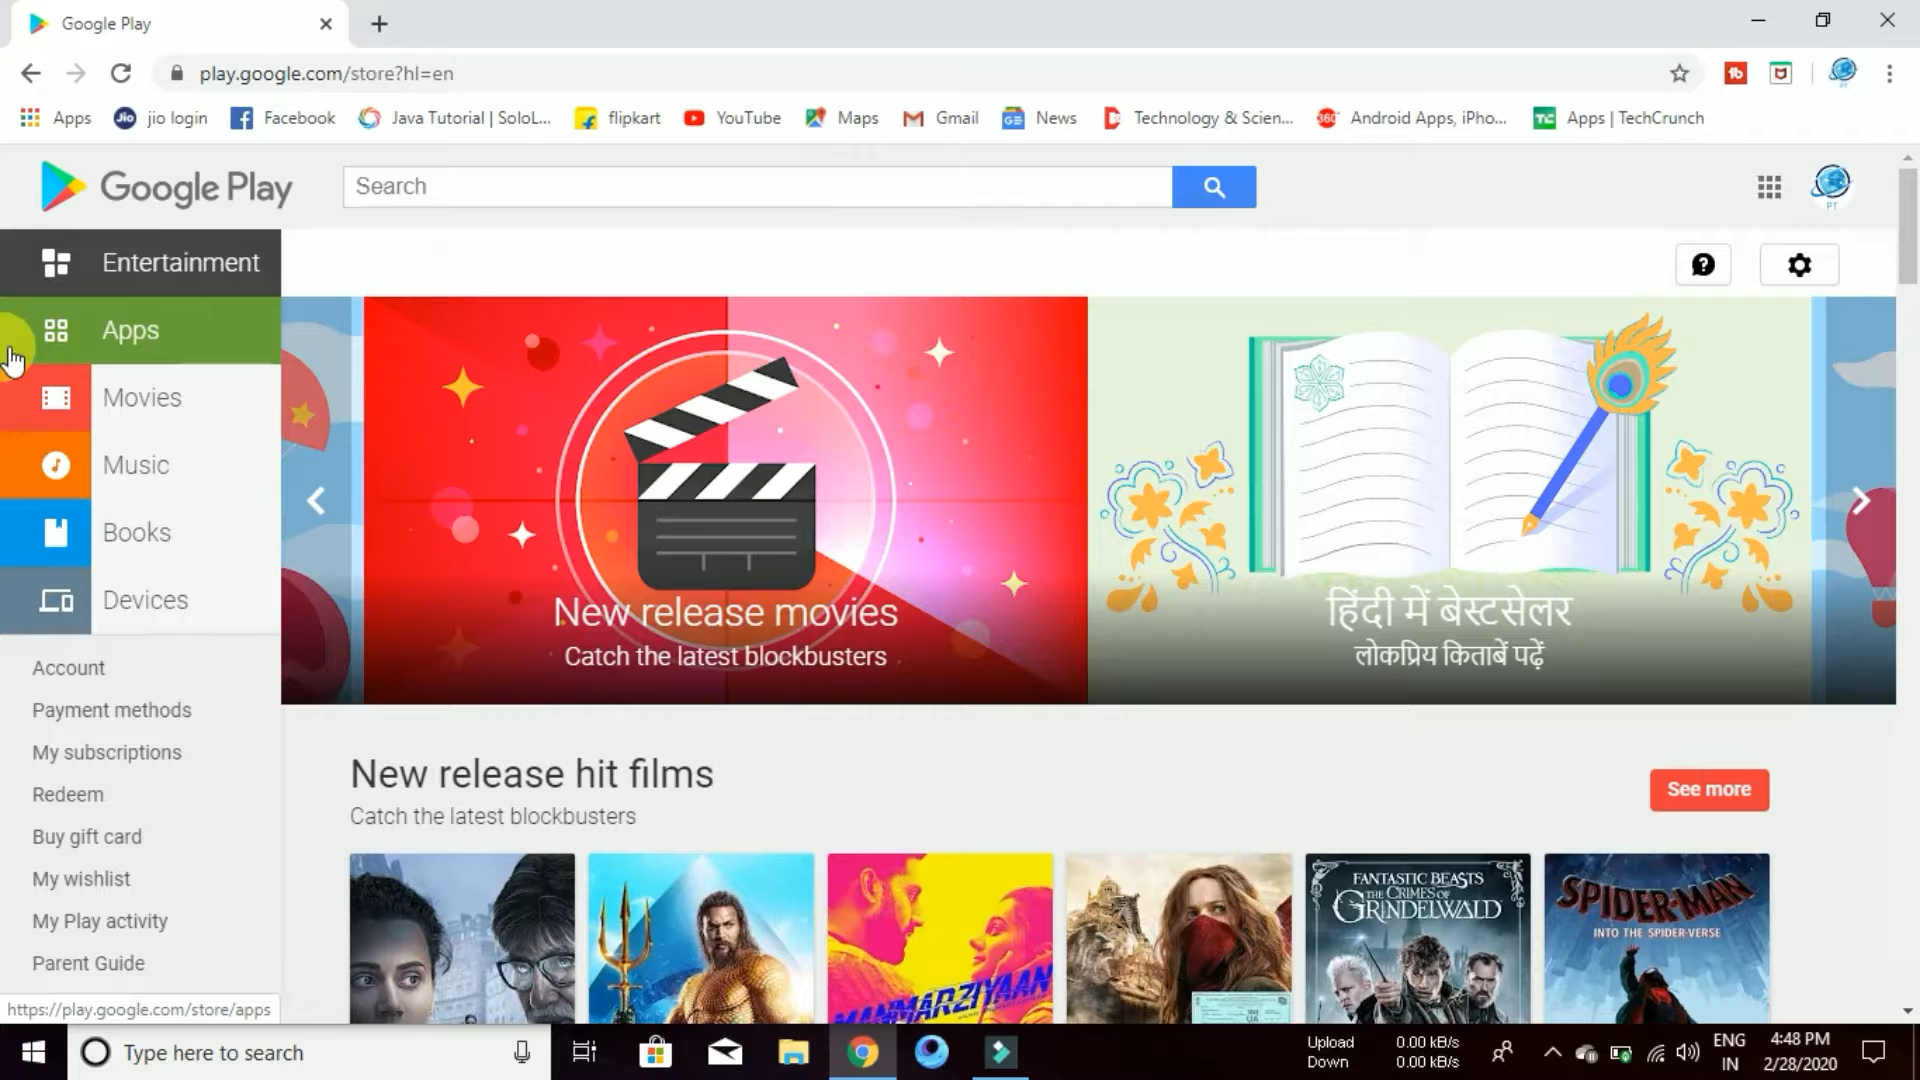 Google Play
play.google.com/store?hl=en
Apps
jio login
Facebook
Java Tutorial | SoloL...
flipkart
YouTube
Maps
Gmail
News
Technology & Scien...
Android Apps, iPho...
Apps | TechCrunch
Google Play
Search
PT
Entertainment
Apps
Movies
Music
Books
Devices
Account
Payment methods
My subscriptions
Redeem
Buy gift card
My wishlist
My Play activity
Parent Guide
New release movies
Catch the latest blockbusters
हिंदी में बेस्टसेलर
लोकप्रिय किताबें पढ़ें
New release hit films
Catch the latest blockbusters
See more
MANMARZIYAAN
FANTASTIC BEASTS
THE CRIMES OF
GRINDELWALD
SPIDER-MAN
INTO THE SPIDER-VERSE
https://play.google.com/store/apps
Type here to search
Upload 0.00 kB/s
Down 0.00 kB/s
ENG
IN
4:48 PM
2/28/2020